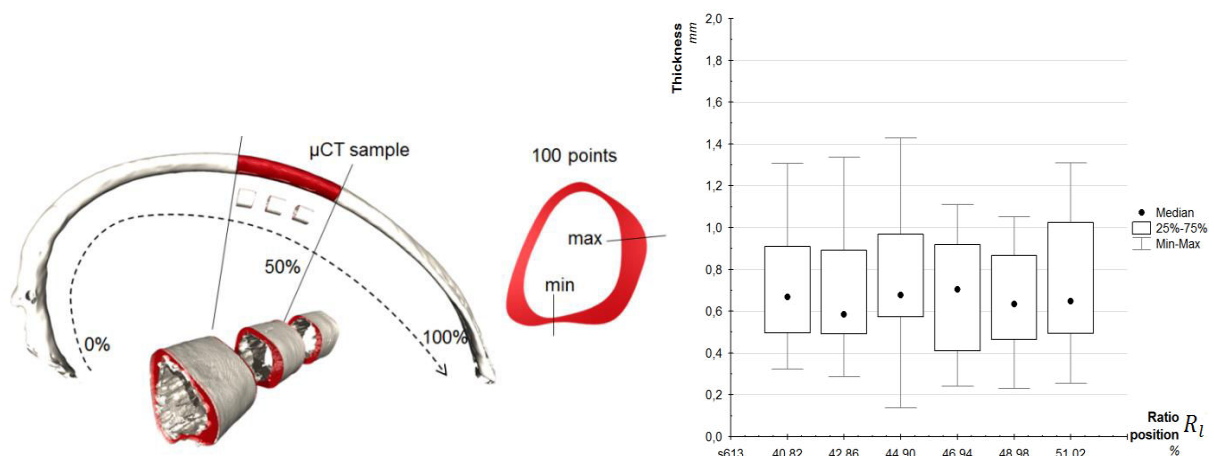 µCT sample
50%
0%
100%
100 points
max
min
Thickness
mm
2,0
1,8
1,6
1,4
1,2
1,0
0,8
0,6
0,4
0,2
0,0
Median
25%-75%
Min-Max
s613 40,82 42,86 44,90 46,94 48,98 51,02
Ratio
position R_l
%